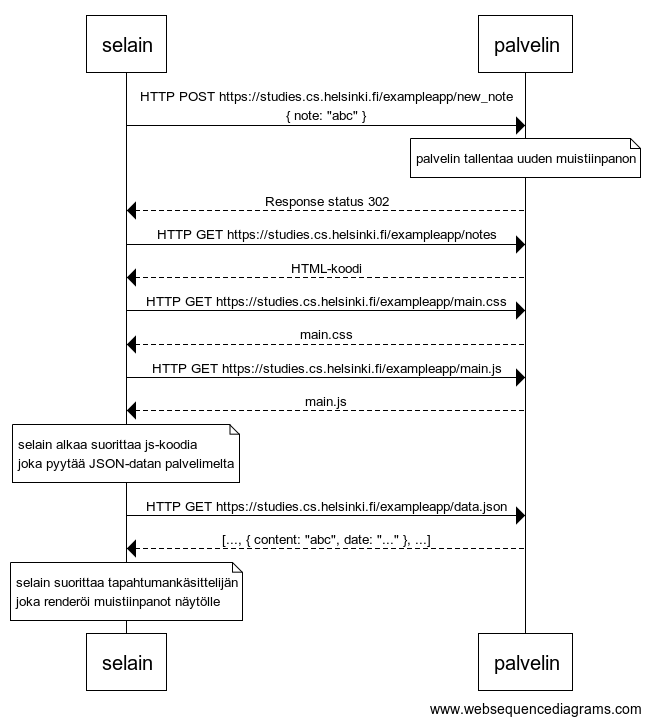 selain palvelin
HTTP POST https://studies.cs.helsinki.fi/exampleapp/new_note
{ note: "abc" }
palvelin tallentaa uuden muistiinpanon
Response status 302
HTTP GET https://studies.cs.helsinki.fi/exampleapp/notes
HTML-koodi
HTTP GET https://studies.cs.helsinki.fi/exampleapp/main.css
main.css
HTTP GET https://studies.cs.helsinki.fi/exampleapp/main.js
main.js
selain alkaa suorittaa js-koodia
joka pyytää JSON-datan palvelimelta
HTTP GET https://studies.cs.helsinki.fi/exampleapp/data.json
[..., { content: "abc", date: "..." }, ...]
selain suorittaa tapahtumankäsittelijän
joka renderöi muistiinpanot näytölle
selain palvelin
www.websequencediagrams.com